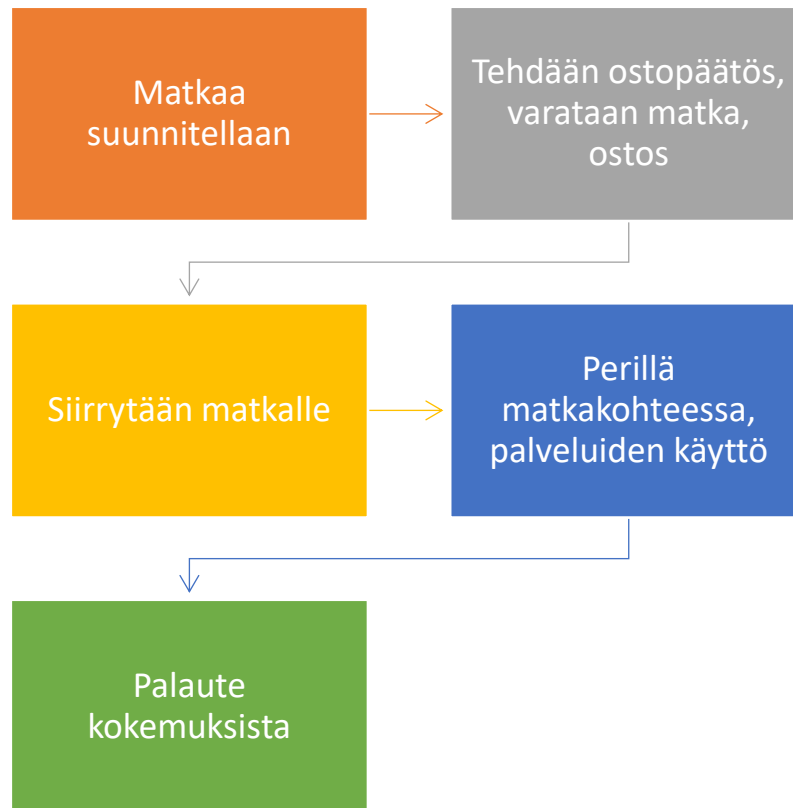 Matkaa
suunnitellaan
Tehdään ostopäätös,
varataan matka,
ostos
Siirrytään matkalle
Perillä
matkakohteessa,
palveluiden käyttö
Palaute
kokemuksista